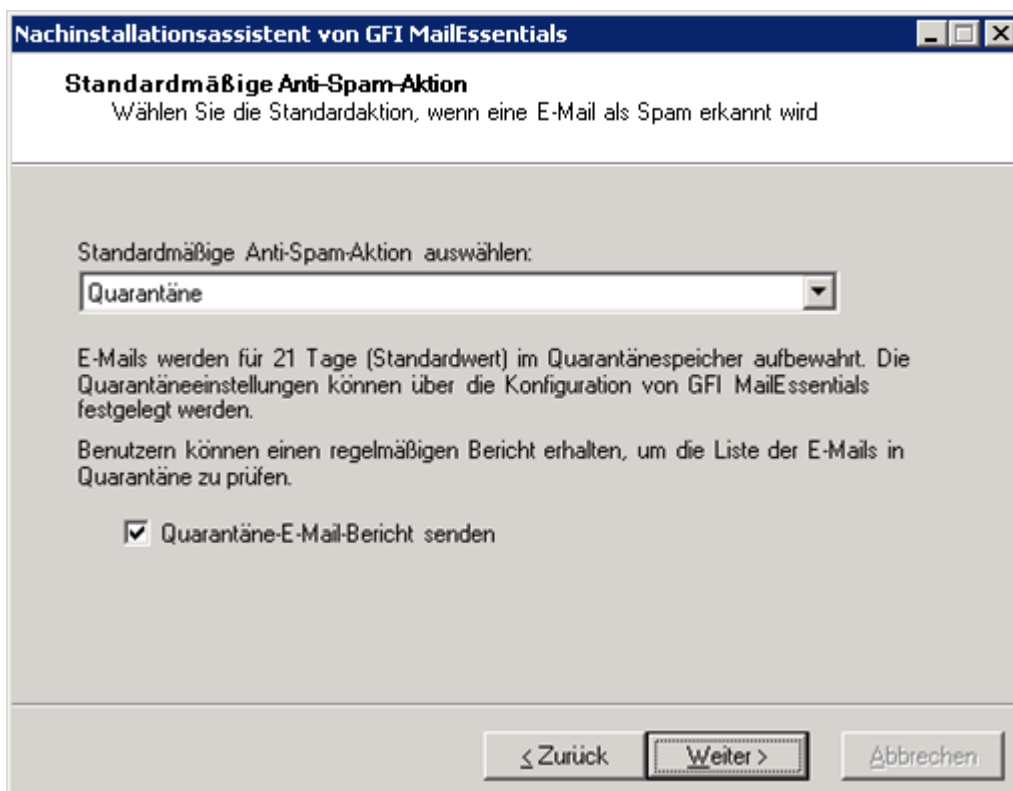 Nachinstallationsassistent von GFI MailEssentials
Standardmäßige Anti-Spam-Aktion
Wählen Sie die Standardaktion, wenn eine E-Mail als Spam erkannt wird
Standardmäßige Anti-Spam-Aktion auswählen:
Quarantäne
E-Mails werden für 21 Tage (Standardwert) im Quarantänespeicher aufbewahrt. Die
Quarantäneeinstellungen können über die Konfiguration von GFI MailEssentials
festgelegt werden.
Benutzern können einen regelmäßigen Bericht erhalten, um die Liste der E-Mails in
Quarantäne zu prüfen.
Quarantäne-E-Mail-Bericht senden
< Zurück
Weiter >
Abbrechen